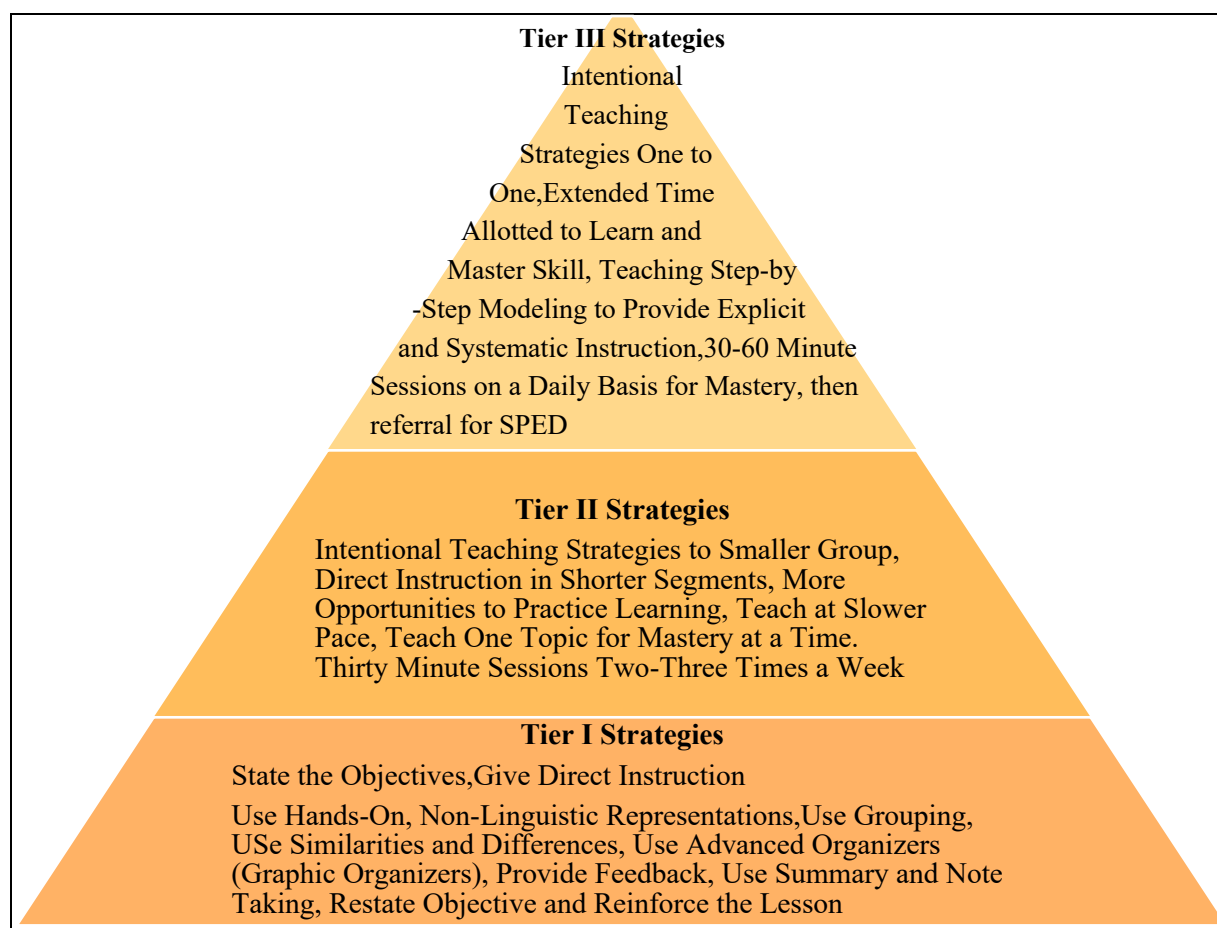 Tier III Strategies
Intentional
Teaching
Strategies One to
One,Extended Time
Allotted to Learn and
Master Skill, Teaching Step-by
-Step Modeling to Provide Explicit
and Systematic Instruction,30-60 Minute
Sessions on a Daily Basis for Mastery, then
referral for SPED
Tier II Strategies
Intentional Teaching Strategies to Smaller Group,
Direct Instruction in Shorter Segments, More
Opportunities to Practice Learning, Teach at Slower
Pace, Teach One Topic for Mastery at a Time.
Thirty Minute Sessions Two-Three Times a Week
Tier I Strategies
State the Objectives,Give Direct Instruction
Use Hands-On, Non-Linguistic Representations,Use Grouping,
USe Similarities and Differences, Use Advanced Organizers
(Graphic Organizers), Provide Feedback, Use Summary and Note
Taking, Restate Objective and Reinforce the Lesson